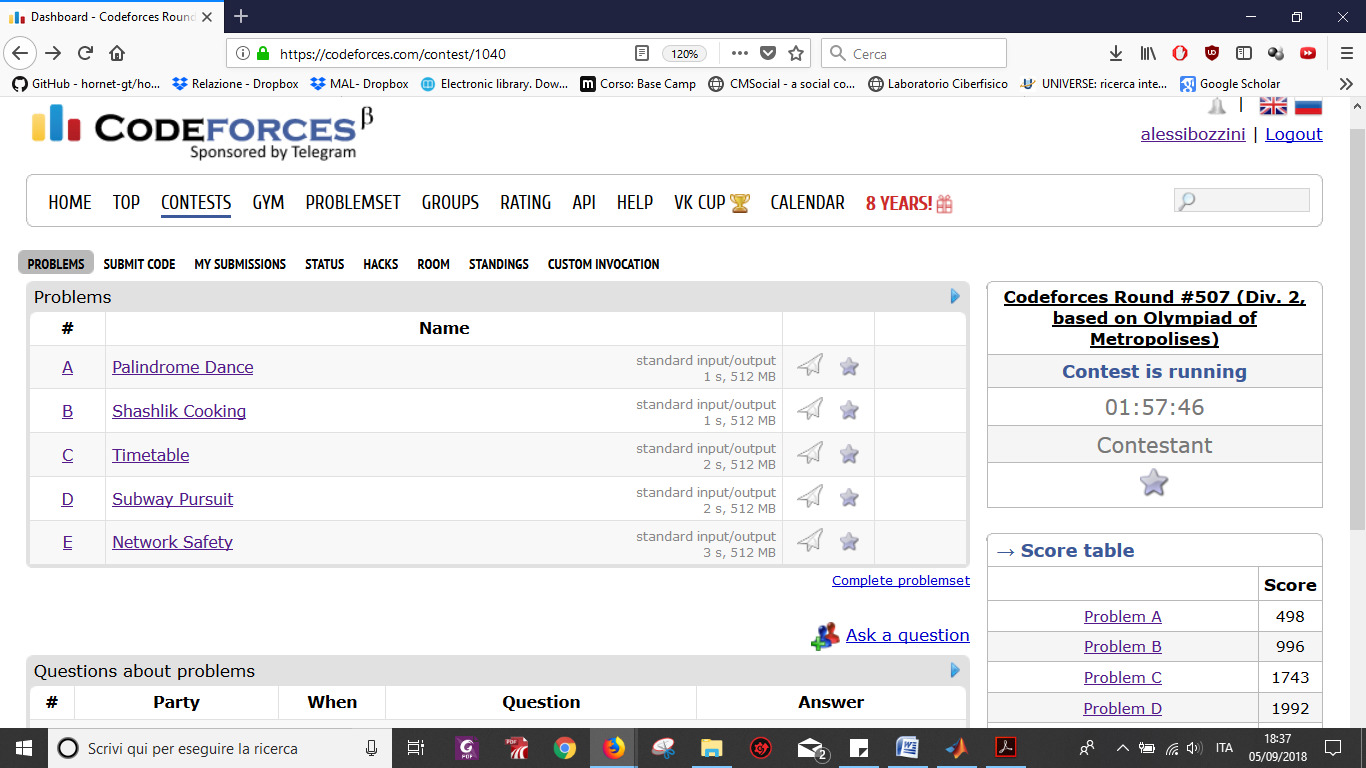 Dashboard - Codeforces Round
https://codeforces.com/contest/1040
120%
Cerca
GitHub - hornet-gt/ho...
Relazione - Dropbox
MAL- Dropbox
Electronic library. Dow...
Corso: Base Camp
CMSocial - a social co...
Laboratorio Ciberfisico
UNIVERSE: ricerca inte...
Google Scholar
CODEFORCES β
Sponsored by Telegram
alessibozzini | Logout
HOME TOP CONTESTS GYM PROBLEMSET GROUPS RATING API HELP VK CUP CALENDAR 8 YEARS!
PROBLEMS SUBMIT CODE MY SUBMISSIONS STATUS HACKS ROOM STANDINGS CUSTOM INVOCATION
Problems
# Name
A Palindrome Dance standard input/output
1 s, 512 MB
B Shashlik Cooking standard input/output
1 s, 512 MB
C Timetable standard input/output
2 s, 512 MB
D Subway Pursuit standard input/output
2 s, 512 MB
E Network Safety standard input/output
3 s, 512 MB
Complete problemset
Ask a question
Questions about problems
# Party When Question Answer
Codeforces Round #507 (Div. 2,
based on Olympiad of
Metropolises)
Contest is running
01:57:46
Contestant
→ Score table
Score
Problem A 498
Problem B 996
Problem C 1743
Problem D 1992
Scrivi qui per eseguire la ricerca
PDF
PDF
2
ITA
18:37
05/09/2018